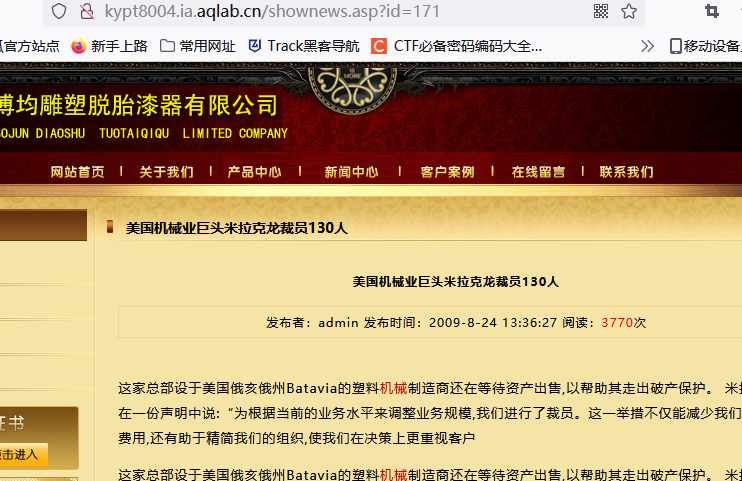 kypt8004.ia.aqlab.cn/shownews.asp?id=171
官方站点 新手上路 常用网址 Track黑客导航 CTF必备密码编码大全... 移动设备
博均雕塑脱胎漆器有限公司
OJUN DIAOSHU TUOTAIQIQU LIMITED COMPANY
网站首页 | 关于我们 | 产品中心 | 新闻中心 | 客户案例 | 在线留言 | 联系我们
美国机械业巨头米拉克龙裁员130人
美国机械业巨头米拉克龙裁员130人
发布者：admin 发布时间：2009-8-24 13:36:27 阅读：3770次
这家总部设于美国俄亥俄州Batavia的塑料机械制造商还在等待资产出售,以帮助其走出破产保护。 米拉
在一份声明中说:“为根据当前的业务水平来调整业务规模,我们进行了裁员。这一举措不仅能减少我们
费用,还有助于精简我们的组织,使我们在决策上更重视客户
证书
点击进入
这家总部设于美国俄亥俄州Batavia的塑料机械制造商还在等待资产出售,以帮助其走出破产保护。 米拉